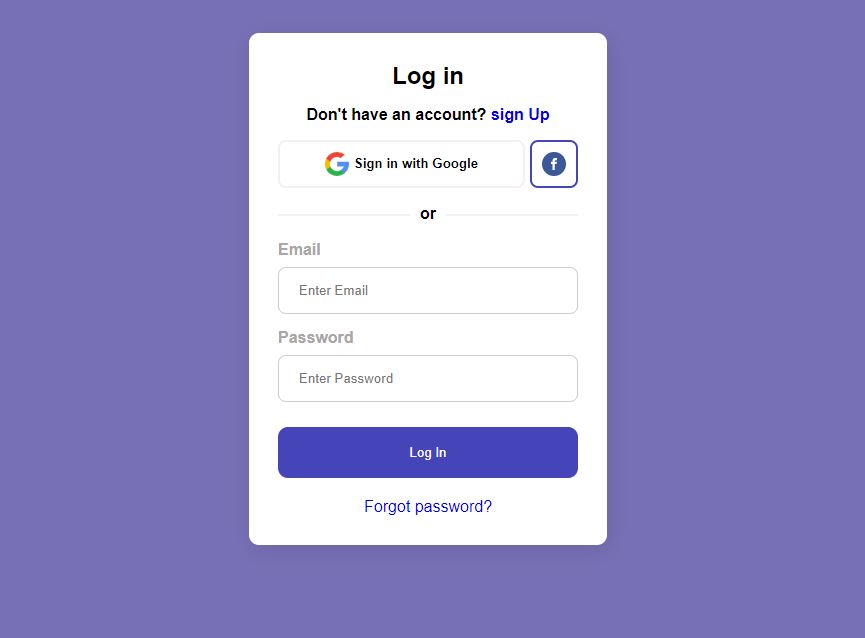 Log in
Don't have an account? sign Up
Sign in with Google
or
Email
Enter Email
Password
Enter Password
Log In
Forgot password?